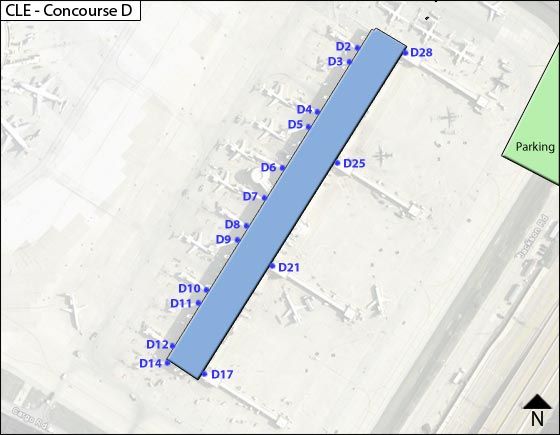 CLE - Concourse D
D2
D28
D3
D4
D5
Parking
D25
D6
D7
D8
D9
Jackson Rd
D21
D10
D11
D12
D14
D17
Cargo Rd
N